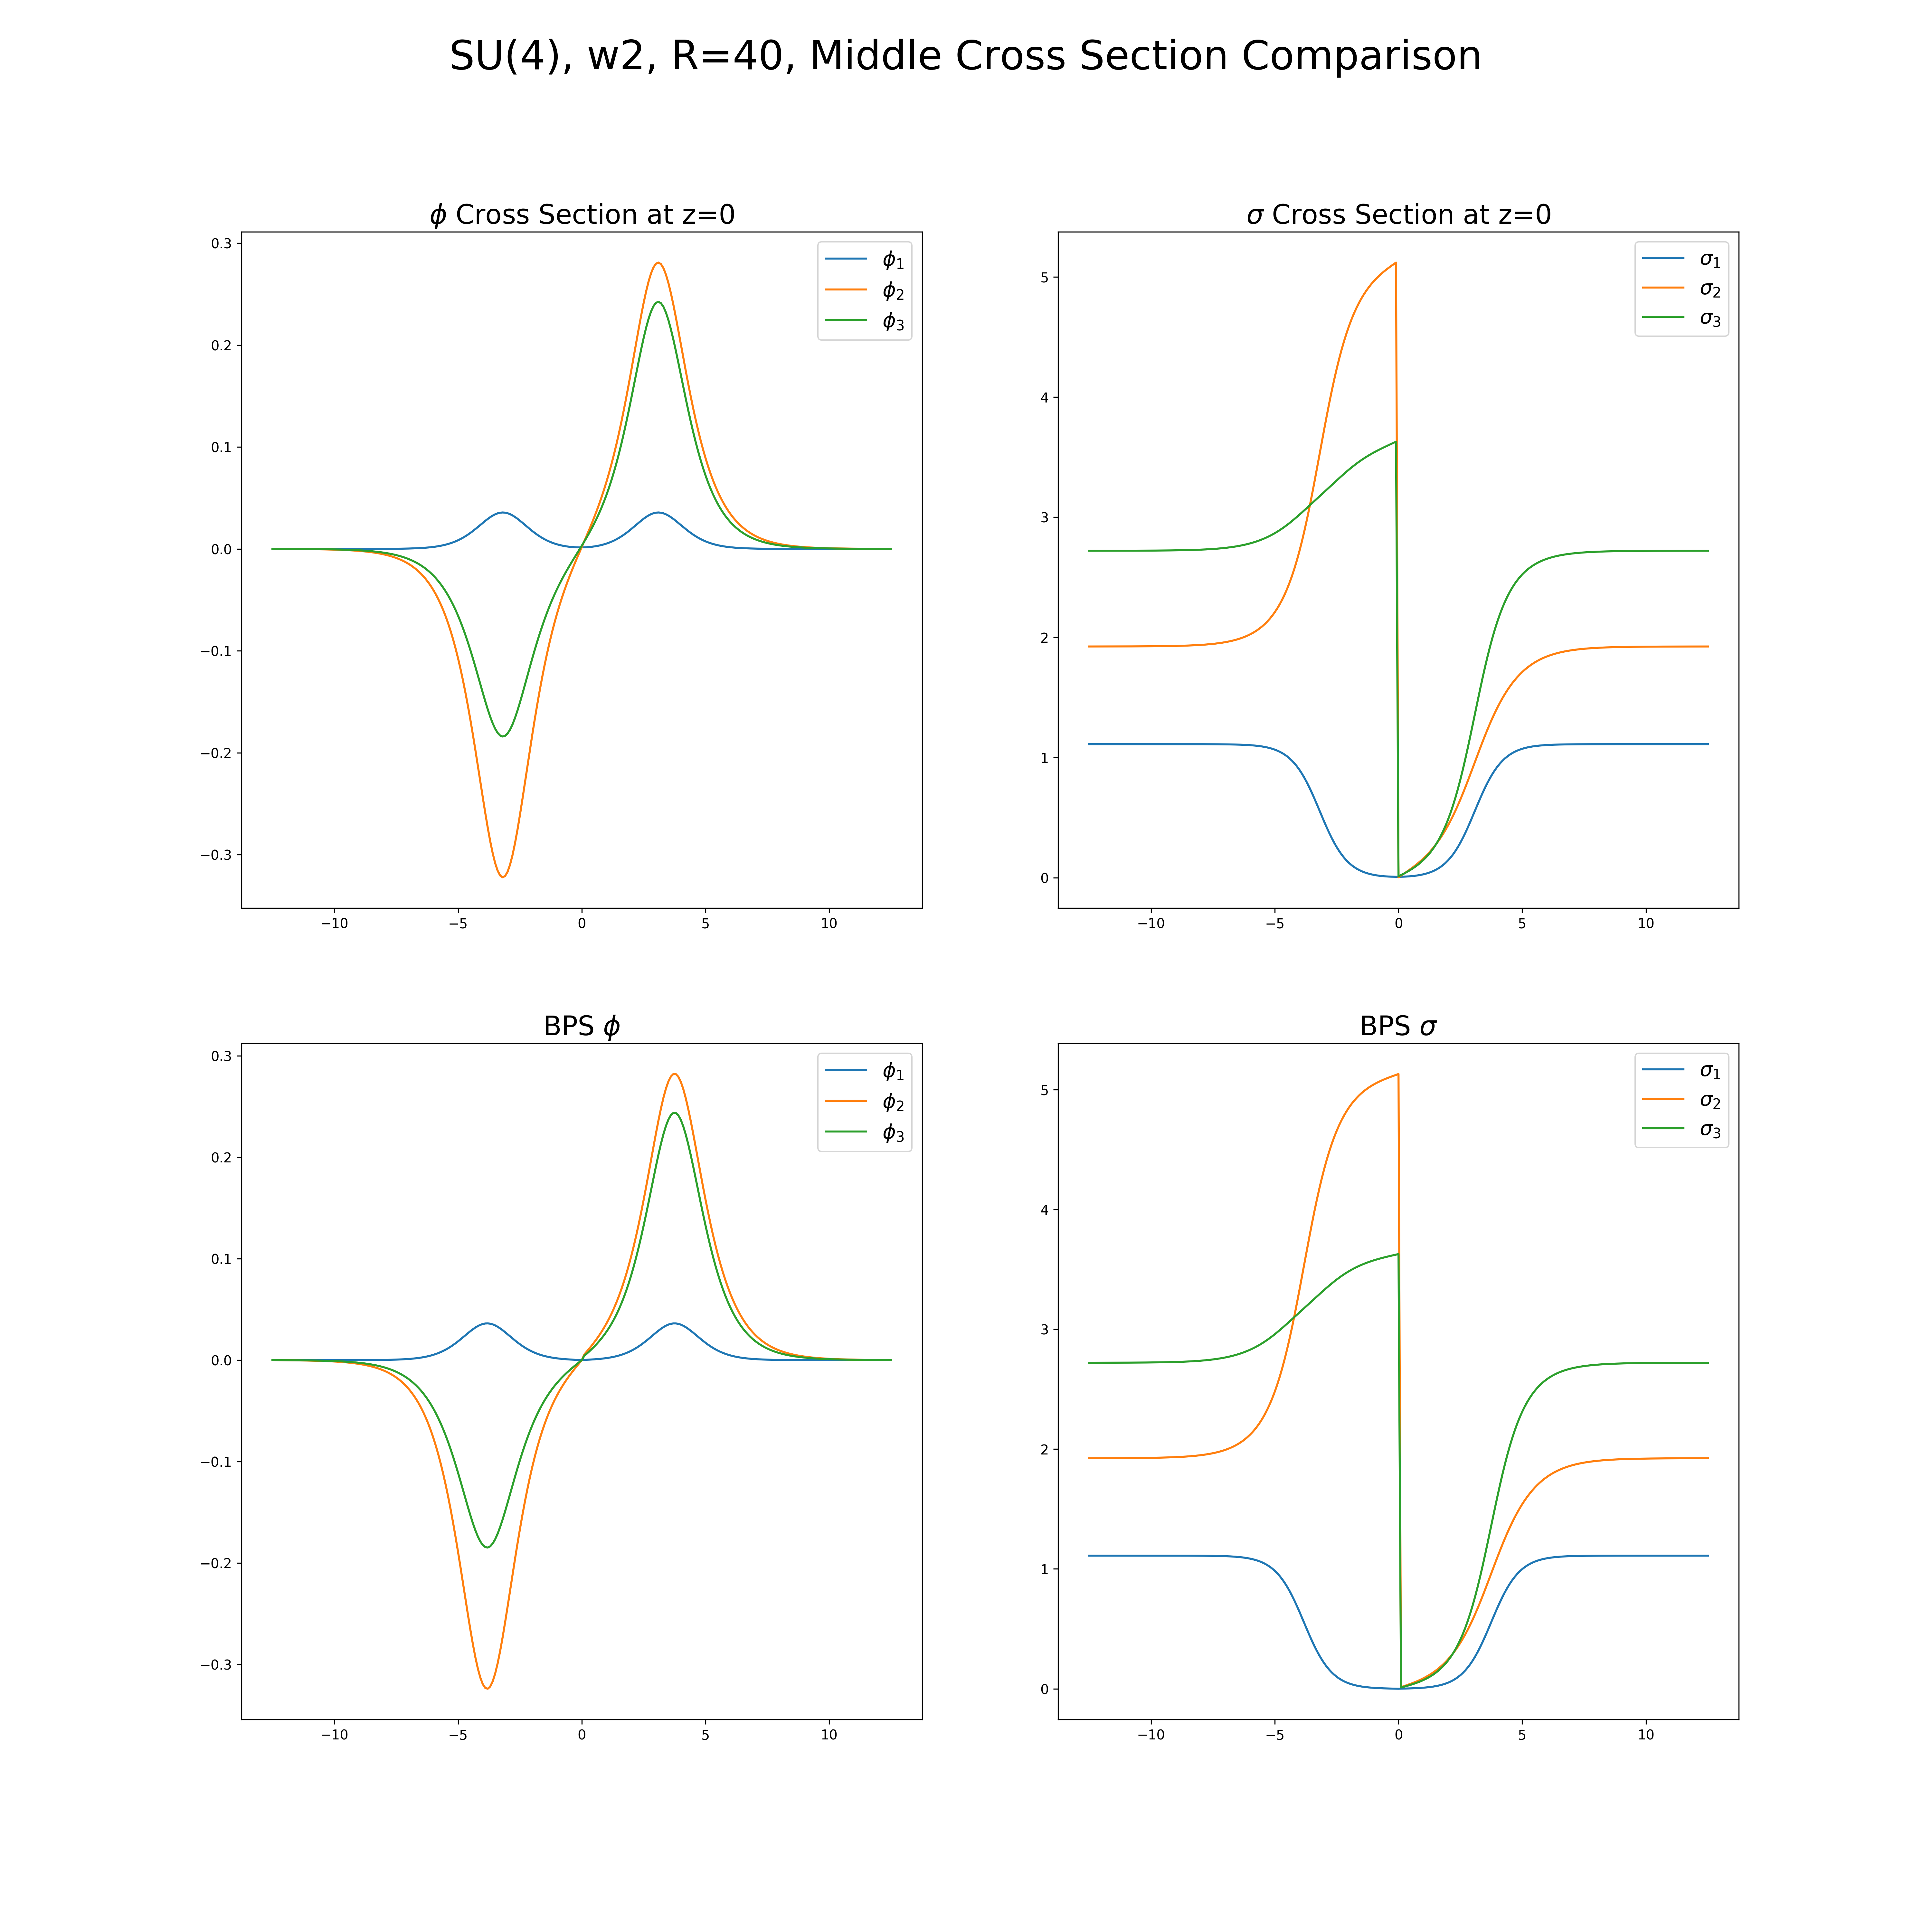 SU(4), w2, R=40, Middle Cross Section Comparison
ϕ Cross Section at z=0
0.3
0.2
0.1
0.0
−0.1
−0.2
−0.3
−10 −5 0 5 10
ϕ₁
ϕ₂
ϕ₃
σ Cross Section at z=0
5
4
3
2
1
0
−10 −5 0 5 10
σ₁
σ₂
σ₃
BPS ϕ
0.3
0.2
0.1
0.0
−0.1
−0.2
−0.3
−10 −5 0 5 10
ϕ₁
ϕ₂
ϕ₃
BPS σ
5
4
3
2
1
0
−10 −5 0 5 10
σ₁
σ₂
σ₃